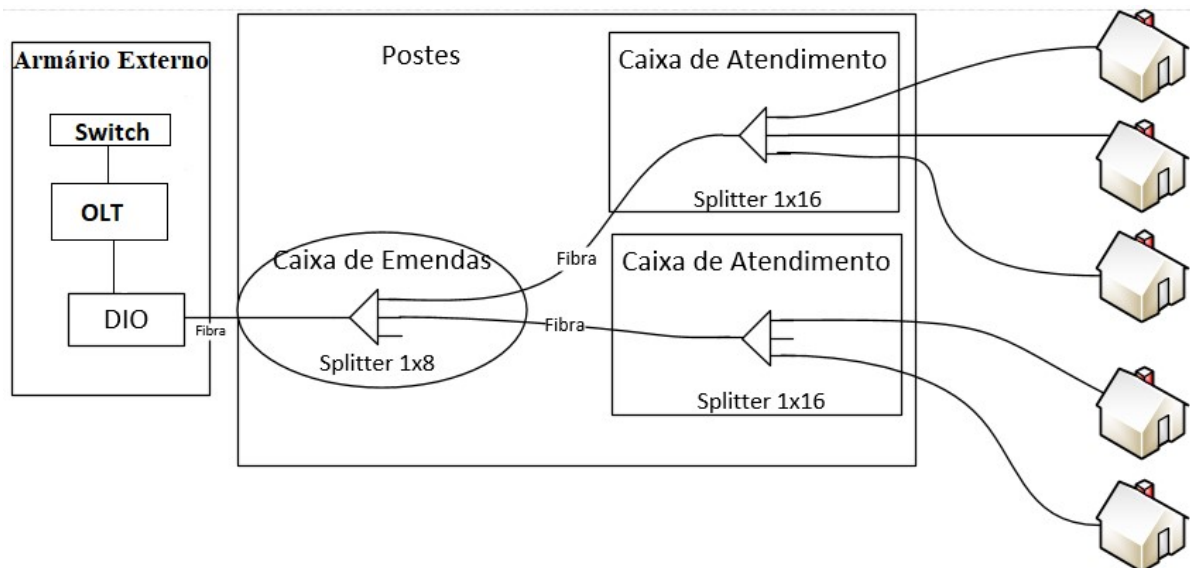 Armário Externo
Switch
OLT
DIO
Fibra
Postes
Caixa de Emendas
Splitter 1x8
Fibra
Fibra
Caixa de Atendimento
Splitter 1x16
Caixa de Atendimento
Splitter 1x16